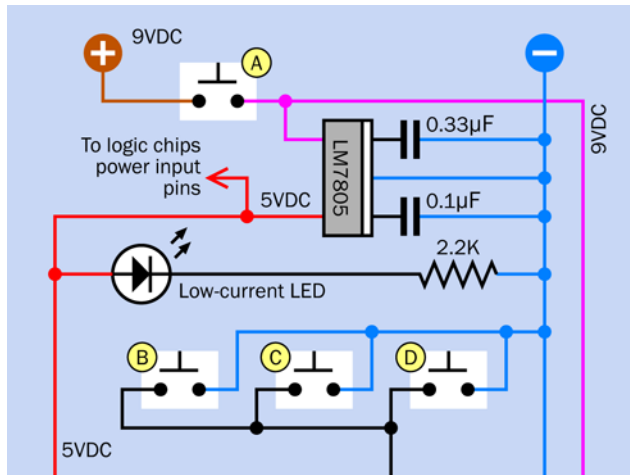 9VDC
A
To logic chips
power input
pins
5VDC
LM7805
0.33μF
0.1μF
9VDC
2.2K
Low-current LED
B
C
D
5VDC